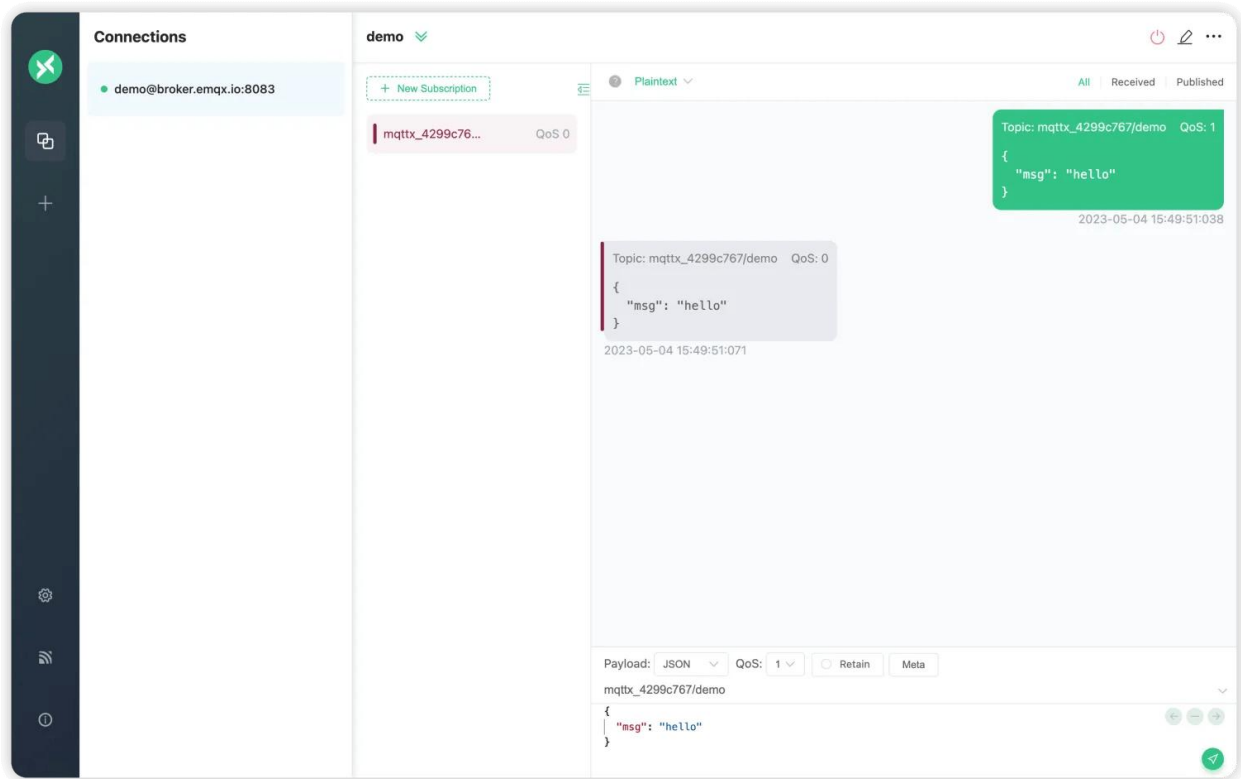 Connections
demo@broker.emqx.io:8083
demo
+ New Subscription
mqttx_4299c76... QoS 0
Plaintext
All Received Published
Topic: mqttx_4299c767/demo QoS: 1
{
"msg": "hello"
}
2023-05-04 15:49:51:038
Topic: mqttx_4299c767/demo QoS: 0
{
"msg": "hello"
}
2023-05-04 15:49:51:071
Payload: JSON QoS: 1 Retain Meta
mqttx_4299c767/demo
{
"msg": "hello"
}